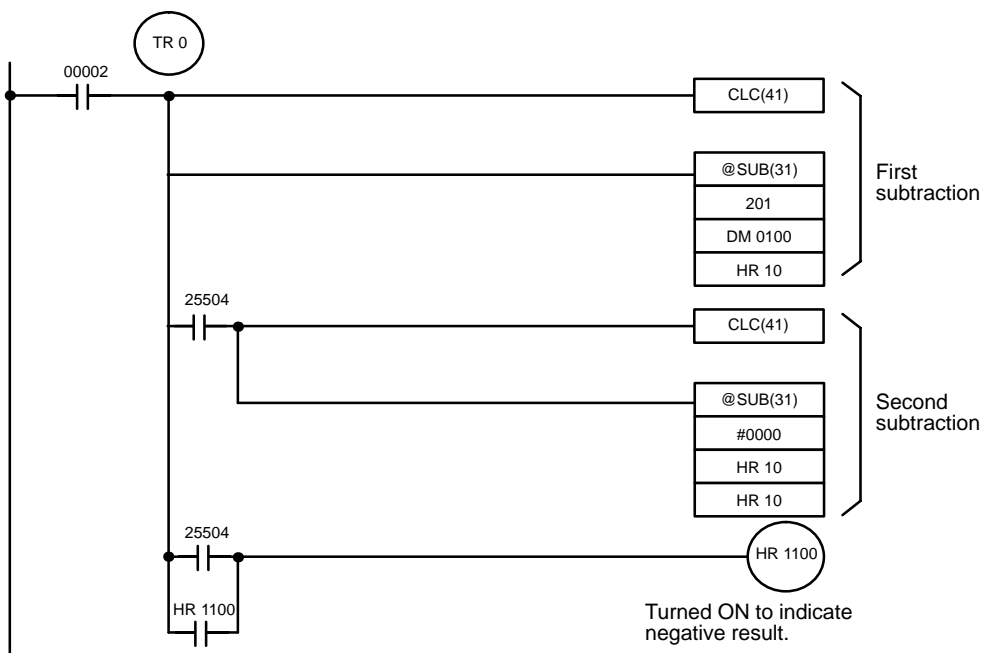 TR 0
00002
CLC(41)
@SUB(31)
201
DM 0100
HR 10
First
subtraction
25504
CLC(41)
@SUB(31)
#0000
HR 10
HR 10
Second
subtraction
25504
HR 1100
HR 1100
Turned ON to indicate
negative result.